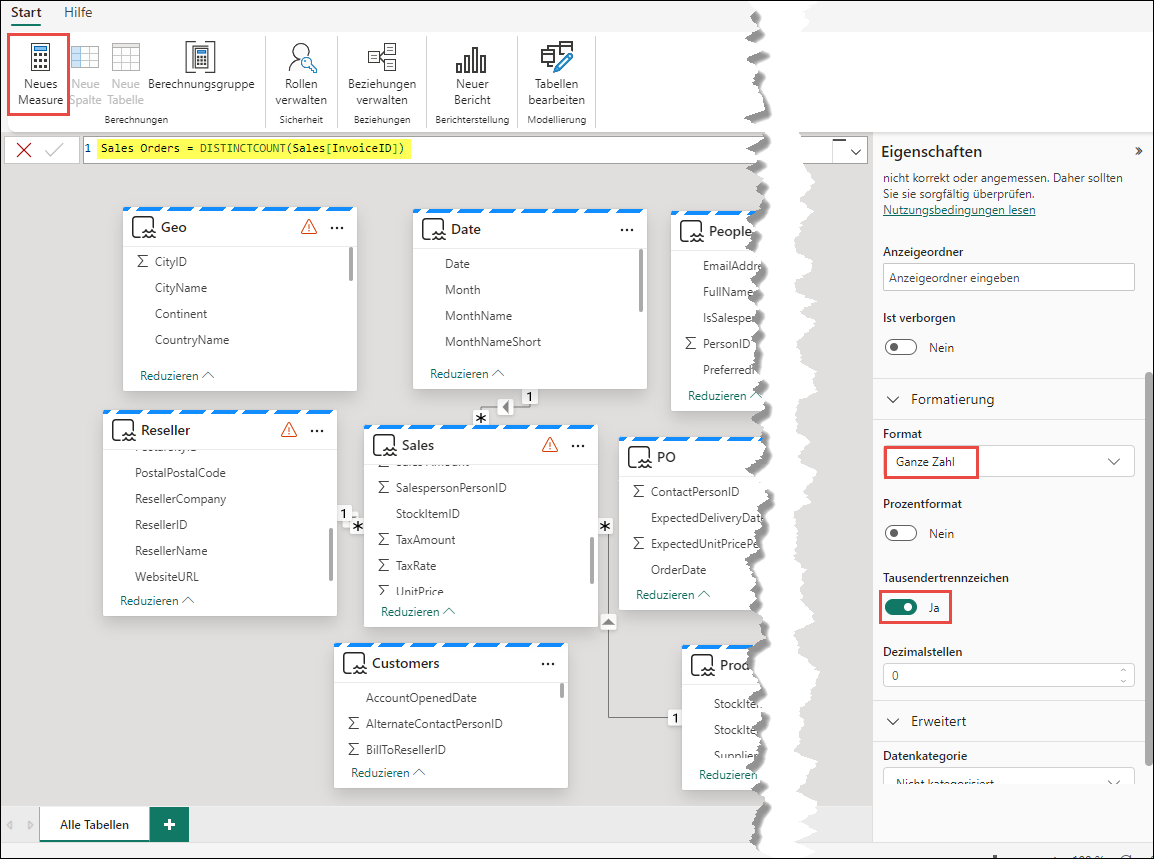 Start Hilfe
Neues Measure
Neue Spalte
Neue Tabelle
Berechnungsgruppe
Berechnungen
Rollen verwalten
Sicherheit
Beziehungen verwalten
Beziehungen
Neuer Bericht
Berichterstellung
Tabellen bearbeiten
Modellierung
1 Sales Orders = DISTINCTCOUNT(Sales[InvoiceID])
Geo
CityID
CityName
Continent
CountryName
Reduzieren
Date
Date
Month
MonthName
MonthNameShort
Reduzieren
People
EmailAddre
FullName
IsSalesper
PersonID
Preferred
Reduzieren
Reseller
PostalPostalCode
ResellerCompany
ResellerID
ResellerName
WebsiteURL
Reduzieren
1
*
1
*
Sales
Sales Amount
SalespersonPersonID
StockItemID
TaxAmount
TaxRate
UnitPrice
Reduzieren
*
1
PO
ContactPersonID
ExpectedDeliveryDat
ExpectedUnitPricePe
OrderDate
Reduzieren
Customers
AccountOpenedDate
AlternateContactPersonID
BillToResellerID
Reduzieren
Prod
StockIte
StockIte
Supplie
Reduzieren
Alle Tabellen
+
Eigenschaften
nicht korrekt oder angemessen. Daher sollten
Sie sie sorgfältig überprüfen.
Nutzungsbedingungen lesen
Anzeigeordner
Anzeigeordner eingeben
Ist verborgen
Nein
Formatierung
Format
Ganze Zahl
Prozentformat
Nein
Tausendertrennzeichen
Ja
Dezimalstellen
0
Erweitert
Datenkategorie
Nicht kategorisiert